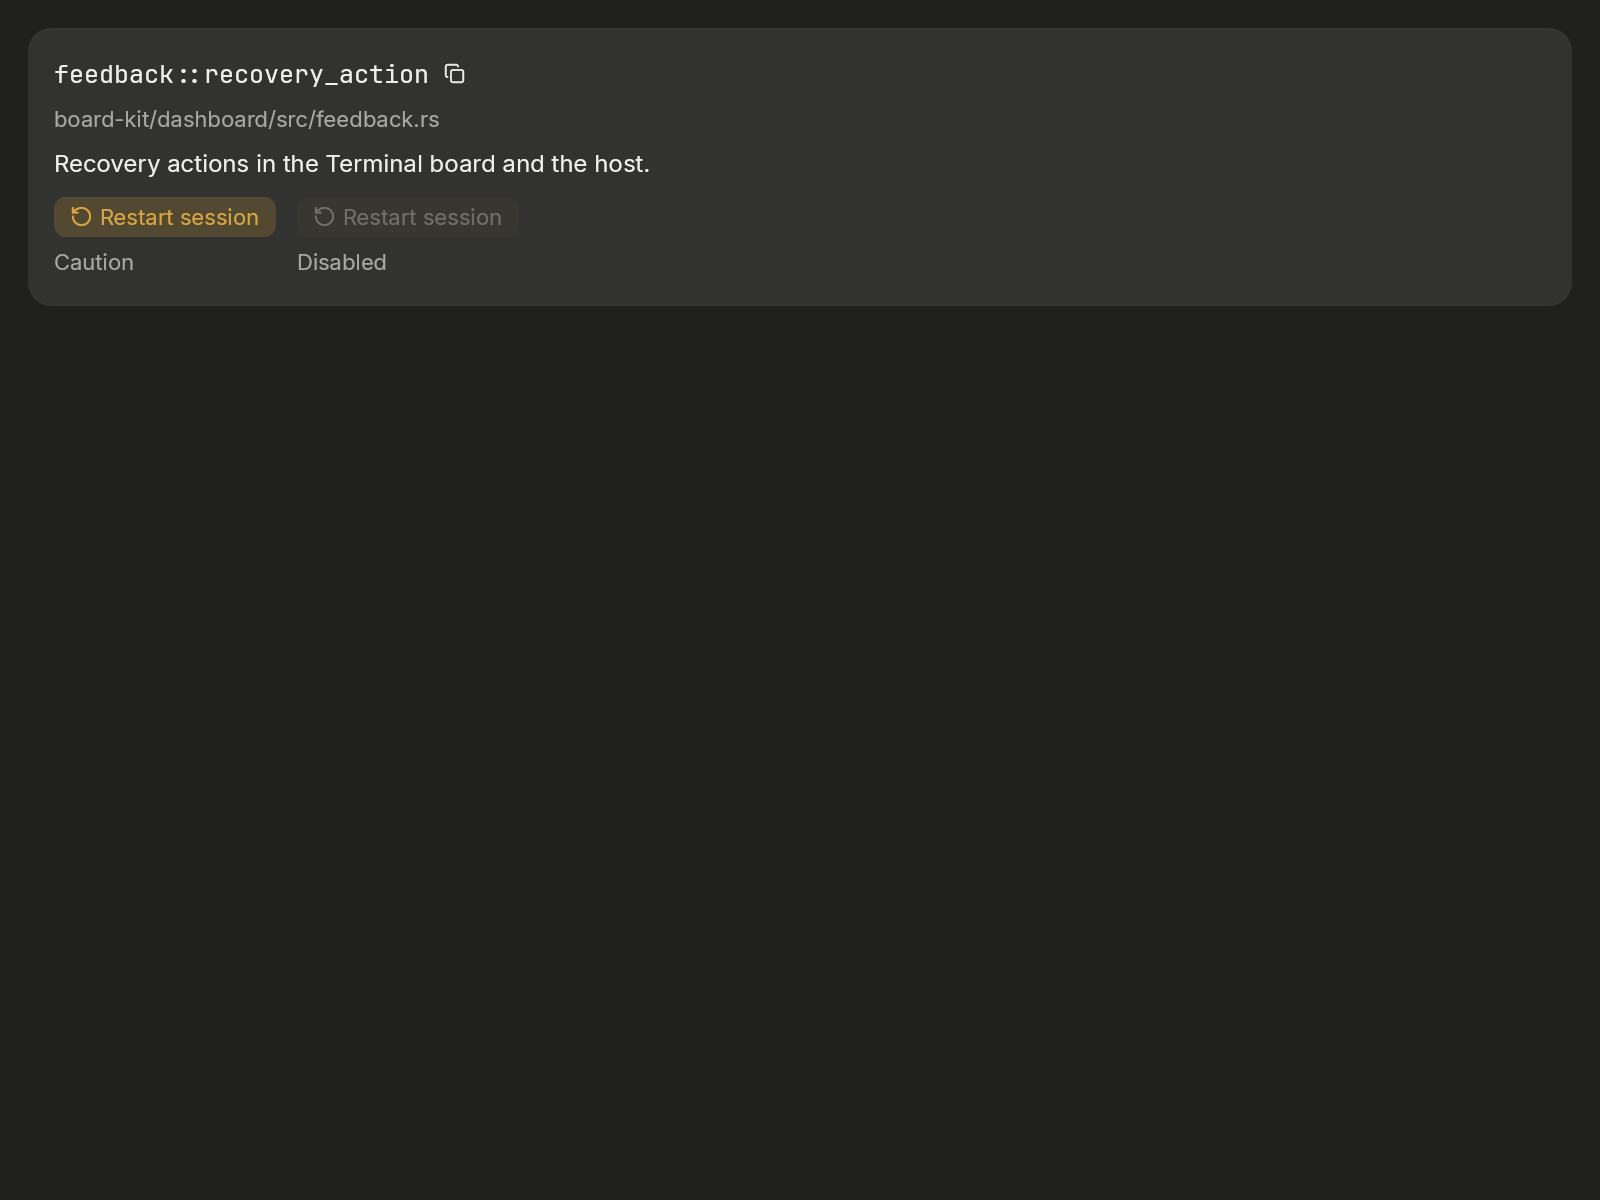 feedback::recovery_action
board-kit/dashboard/src/feedback.rs
Recovery actions in the Terminal board and the host.
Restart session Restart session
Caution Disabled